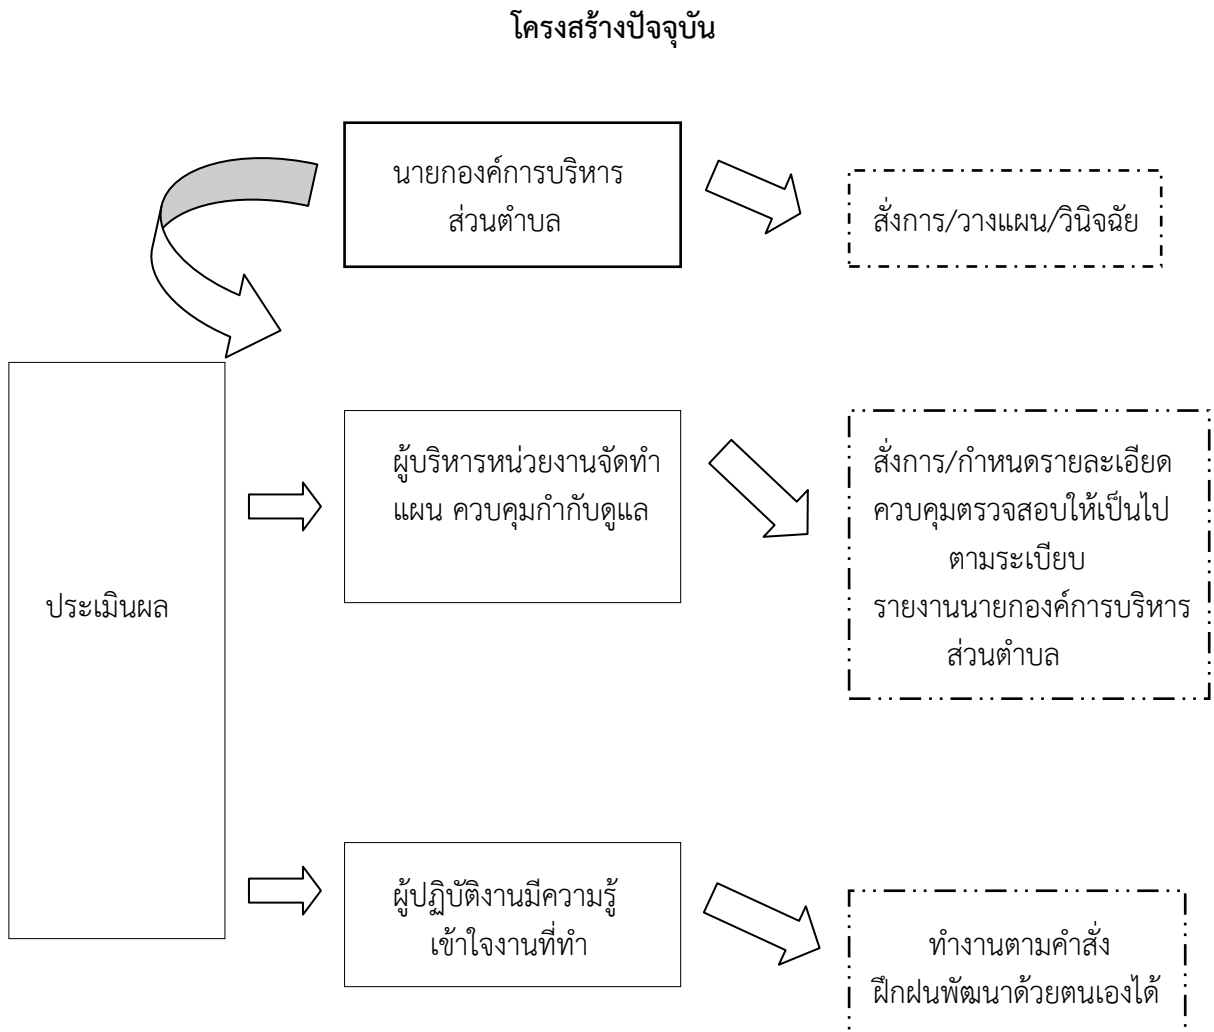 โครงสร้างปัจจุบัน
นายกองค์การบริหาร
ส่วนตำบล
สั่งการ/วางแผน/วินิจฉัย
ประเมินผล
ผู้บริหารหน่วยงานจัดทำ
แผน ควบคุมกำกับดูแล
สั่งการ/กำหนดรายละเอียด
ควบคุมตรวจสอบให้เป็นไป
ตามระเบียบ
รายงานนายกองค์การบริหาร
ส่วนตำบล
ผู้ปฏิบัติงานมีความรู้
เข้าใจงานที่ทำ
ทำงานตามคำสั่ง
ฝึกฝนพัฒนาด้วยตนเองได้